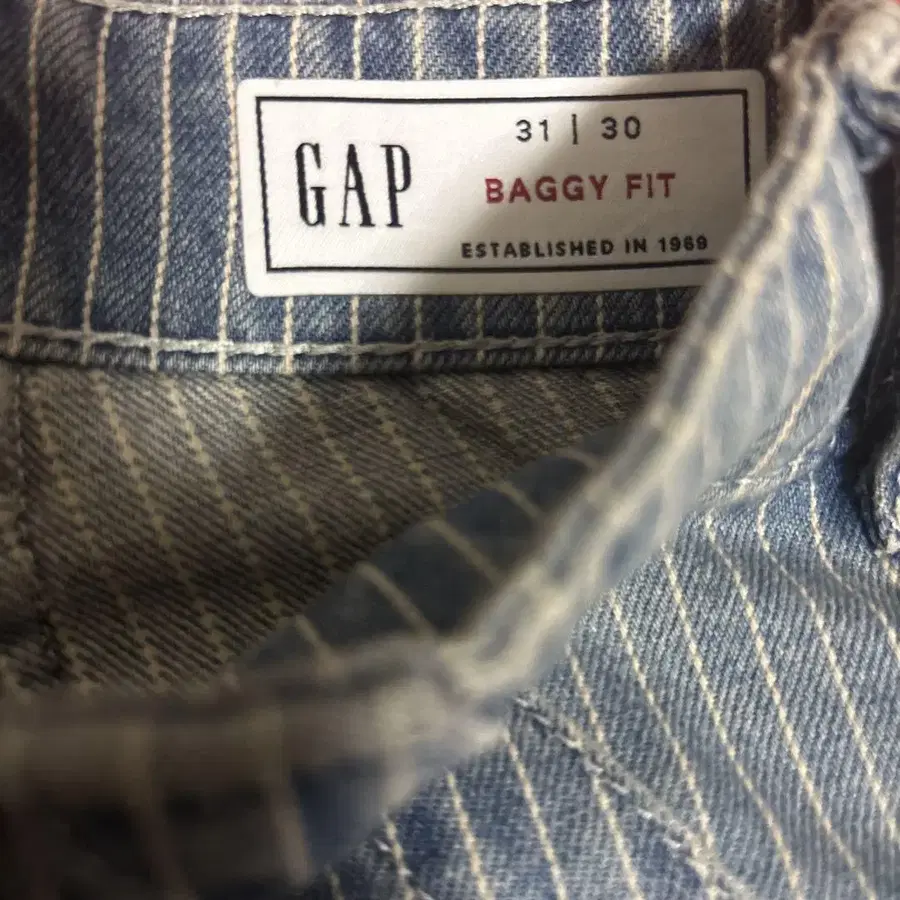 GAP
31 | 30
BAGGY FIT
ESTABLISHED IN 1969